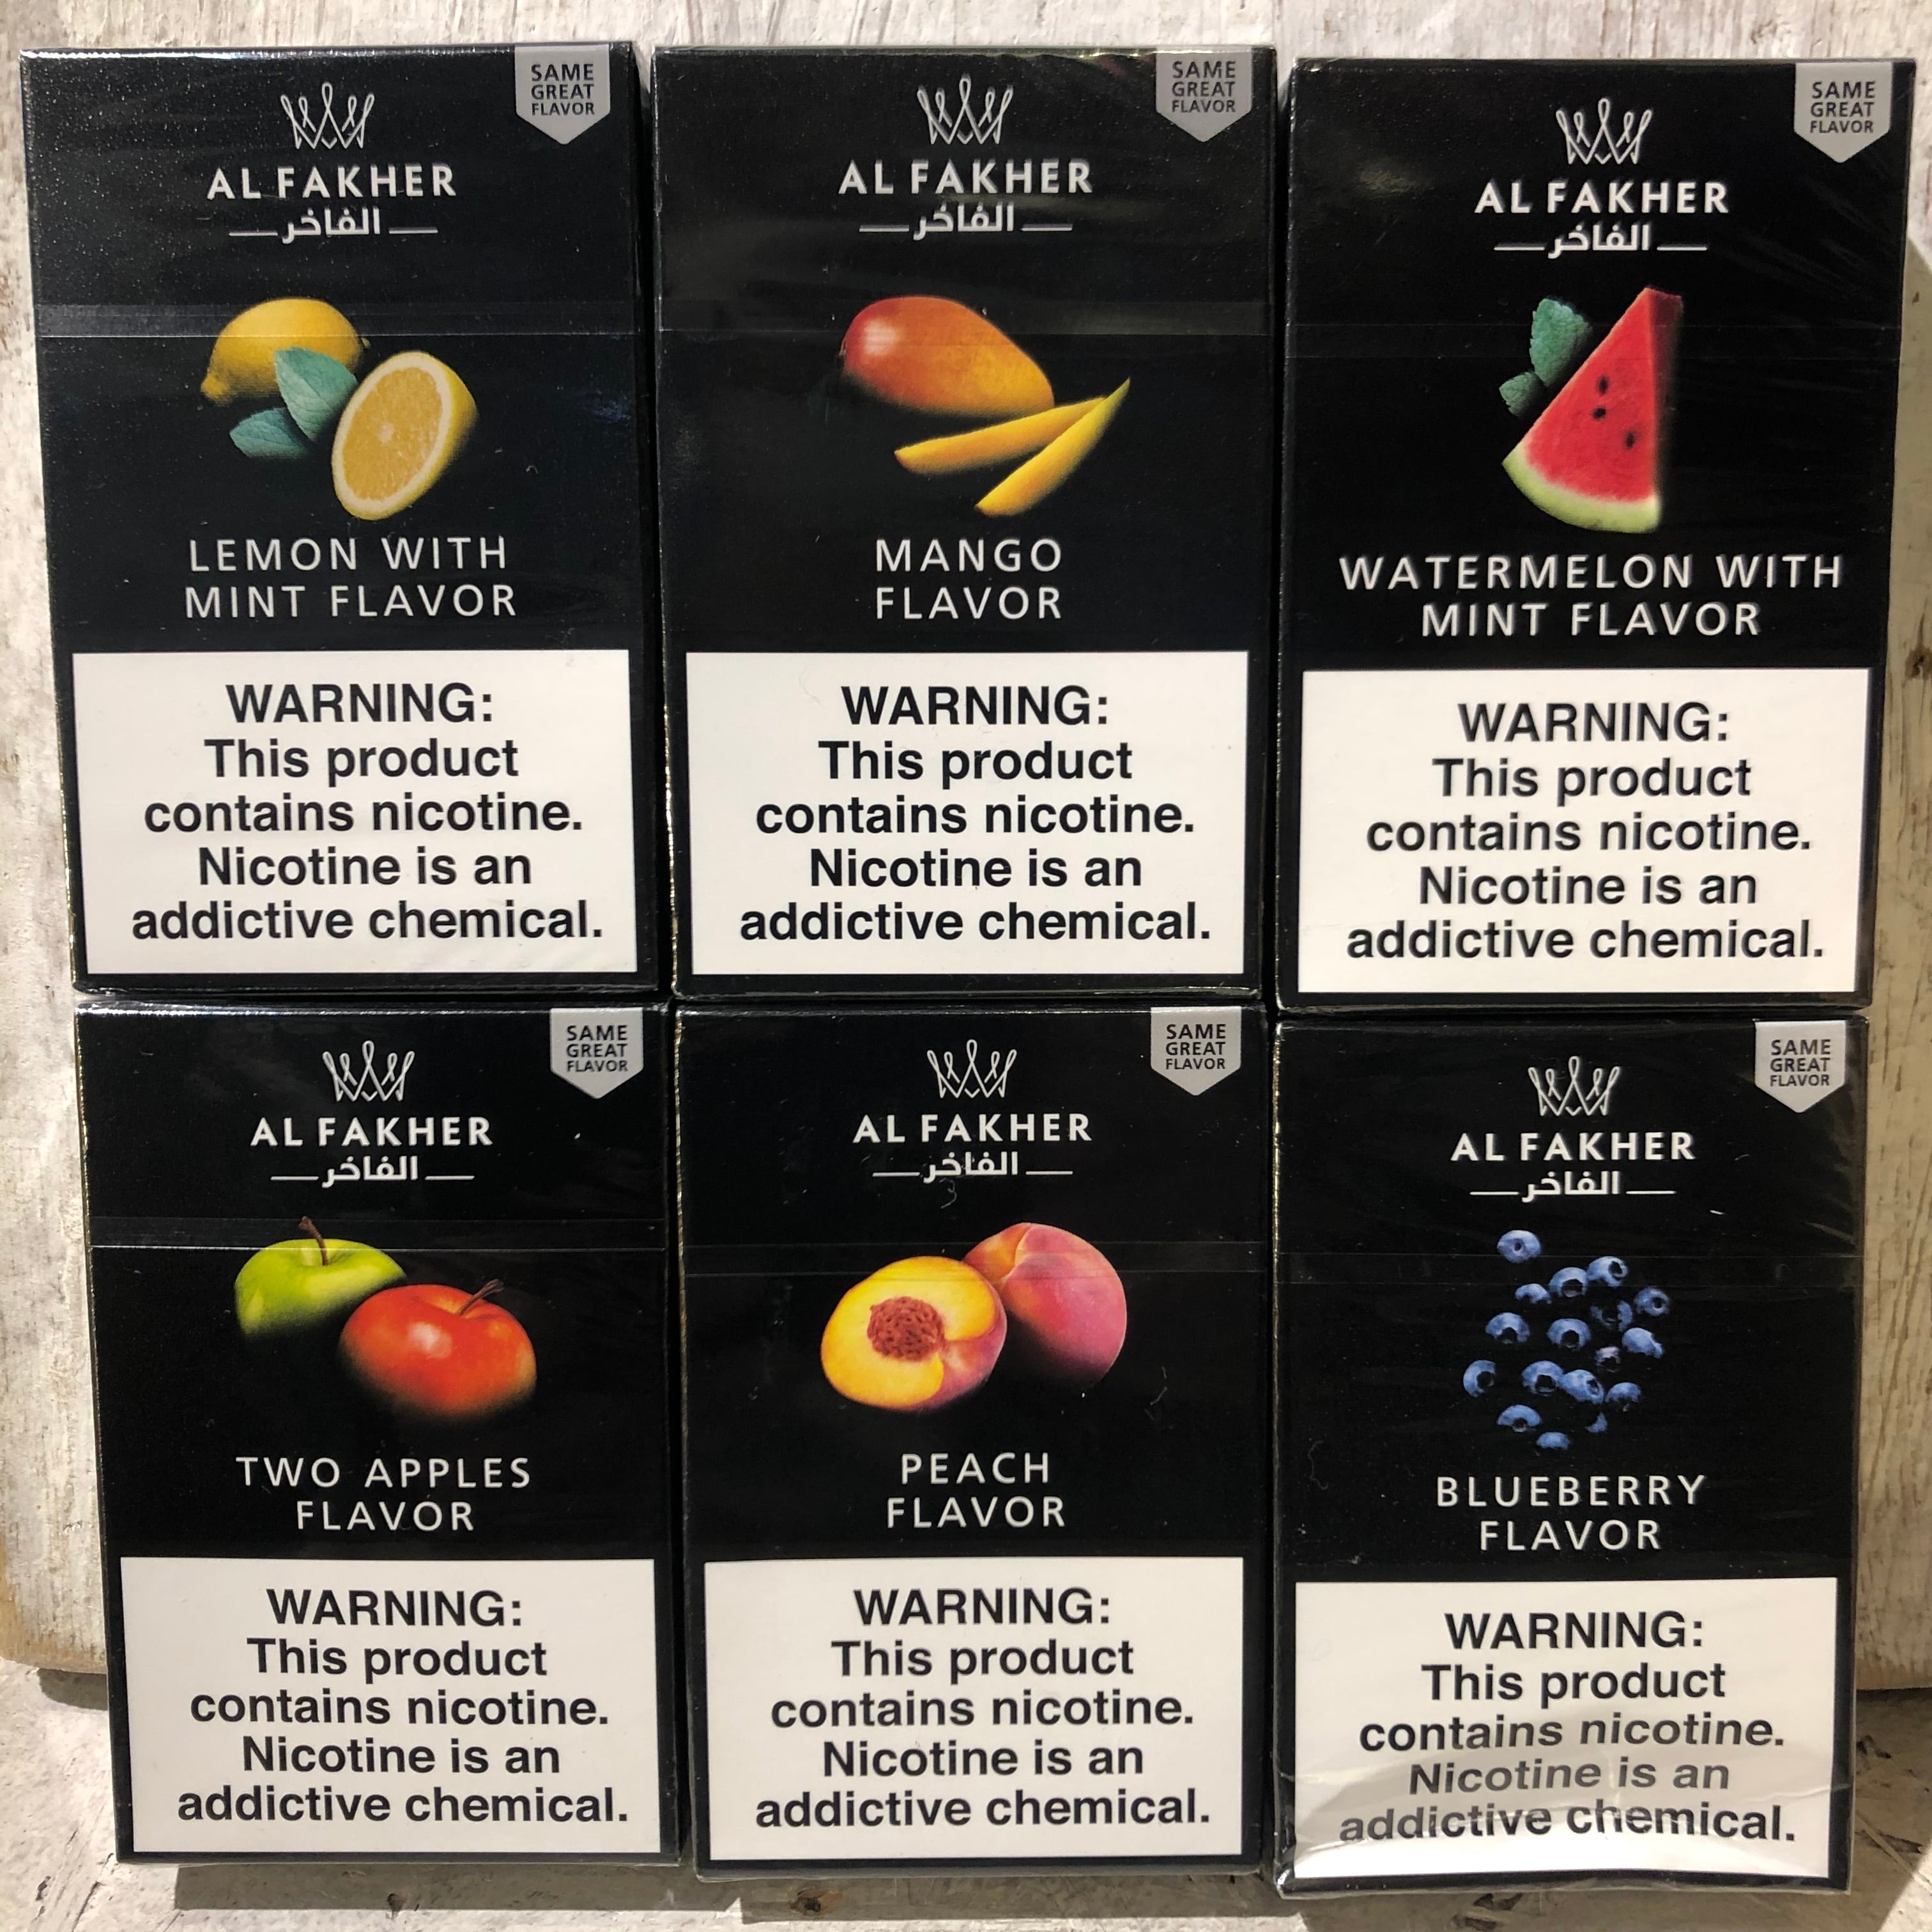 SAME
GREAT
FLAVOR
AL FAKHER
الفاخر
LEMON WITH
MINT FLAVOR
WARNING:
This product
contains nicotine.
Nicotine is an
addictive chemical.
SAME
GREAT
FLAVOR
AL FAKHER
الفاخر
MANGO
FLAVOR
WARNING:
This product
contains nicotine.
Nicotine is an
addictive chemical.
SAME
GREAT
FLAVOR
AL FAKHER
الفاخر
WATERMELON WITH
MINT FLAVOR
WARNING:
This product
contains nicotine.
Nicotine is an
addictive chemical.
SAME
GREAT
FLAVOR
AL FAKHER
الفاخر
TWO APPLES
FLAVOR
WARNING:
This product
contains nicotine.
Nicotine is an
addictive chemical.
SAME
GREAT
FLAVOR
AL FAKHER
الفاخر
PEACH
FLAVOR
WARNING:
This product
contains nicotine.
Nicotine is an
addictive chemical.
SAME
GREAT
FLAVOR
AL FAKHER
الفاخر
BLUEBERRY
FLAVOR
WARNING:
This product
contains nicotine.
Nicotine is an
addictive chemical.